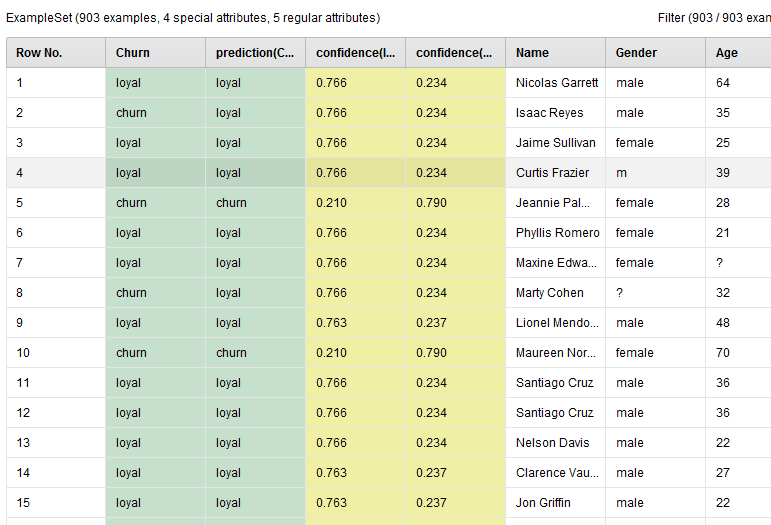 ExampleSet (903 examples, 4 special attributes, 5 regular attributes) Filter (903 / 903 exam
Row No. Churn prediction(C... confidence(l... confidence(... Name Gender Age
1 loyal loyal 0.766 0.234 Nicolas Garrett male 64
2 churn loyal 0.766 0.234 Isaac Reyes male 35
3 loyal loyal 0.766 0.234 Jaime Sullivan female 25
4 loyal loyal 0.766 0.234 Curtis Frazier m 39
5 churn churn 0.210 0.790 Jeannie Pal... female 28
6 loyal loyal 0.766 0.234 Phyllis Romero female 21
7 loyal loyal 0.766 0.234 Maxine Edwa... female ?
8 churn loyal 0.766 0.234 Marty Cohen ? 32
9 loyal loyal 0.763 0.237 Lionel Mendo... male 48
10 churn churn 0.210 0.790 Maureen Nor... female 70
11 loyal loyal 0.766 0.234 Santiago Cruz male 36
12 loyal loyal 0.766 0.234 Santiago Cruz male 36
13 loyal loyal 0.766 0.234 Nelson Davis male 22
14 loyal loyal 0.763 0.237 Clarence Vau... male 27
15 loyal loyal 0.763 0.237 Jon Griffin male 22